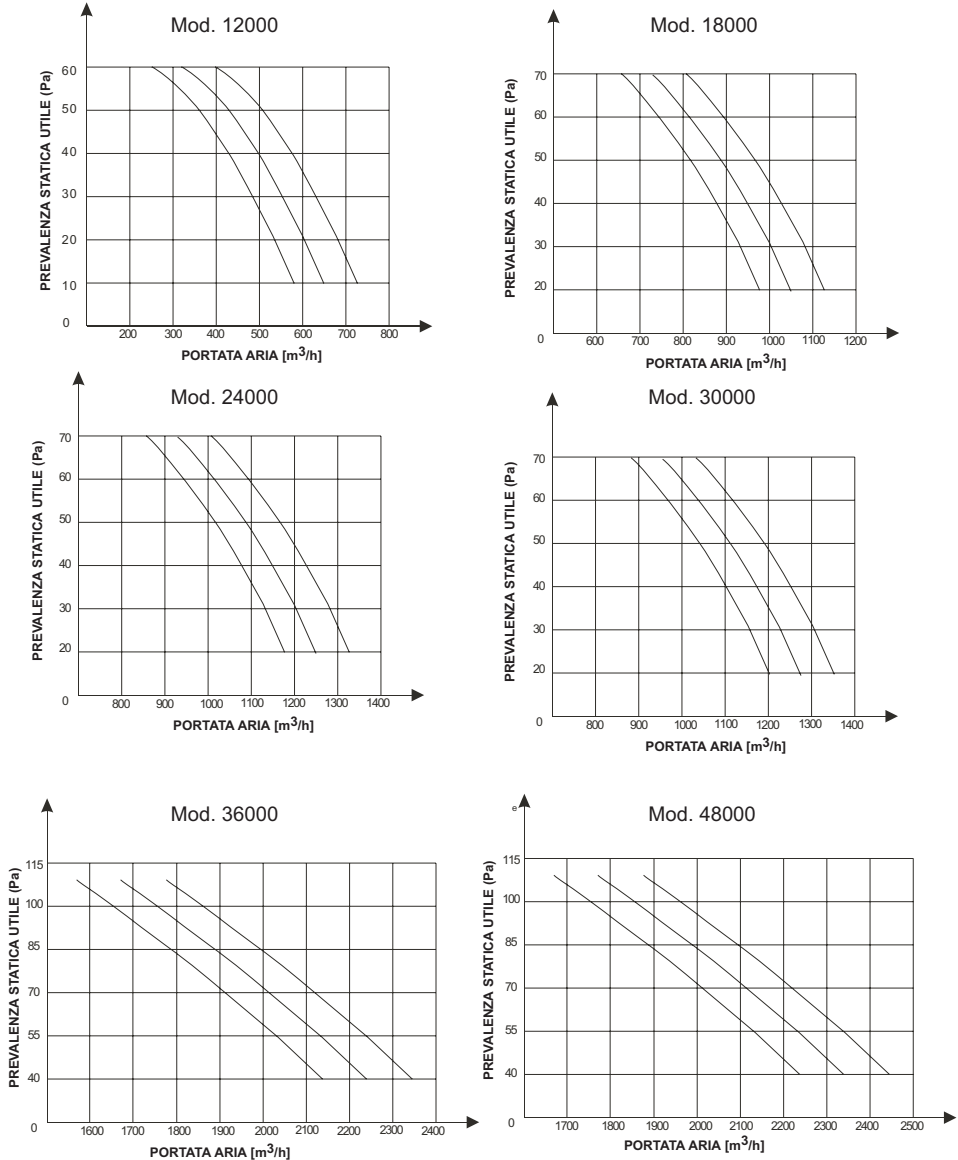 Mod. 12000
PREVALENZA STATICA UTILE (Pa)
60
50
40
30
20
10
0
200 300 400 500 600 700 800
PORTATA ARIA [m³/h]
Mod. 18000
PREVALENZA STATICA UTILE (Pa)
70
60
50
40
30
20
0
600 700 800 900 1000 1100 1200
PORTATA ARIA [m³/h]
Mod. 24000
PREVALENZA STATICA UTILE (Pa)
70
60
50
40
30
20
0
800 900 1000 1100 1200 1300 1400
PORTATA ARIA [m³/h]
Mod. 30000
PREVALENZA STATICA UTILE (Pa)
70
60
50
40
30
20
0
800 900 1000 1100 1200 1300 1400
PORTATA ARIA [m³/h]
Mod. 36000
PREVALENZA STATICA UTILE (Pa)
115
100
85
70
55
40
0
1600 1700 1800 1900 2000 2100 2200 2300 2400
PORTATA ARIA [m³/h]
e
Mod. 48000
PREVALENZA STATICA UTILE (Pa)
115
100
85
70
55
40
0
1700 1800 1900 2000 2100 2200 2300 2400 2500
PORTATA ARIA [m³/h]